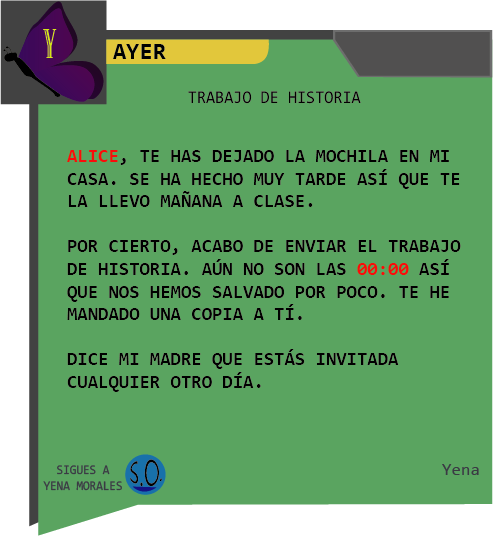 Y
AYER
TRABAJO DE HISTORIA
ALICE, TE HAS DEJADO LA MOCHILA EN MI
CASA. SE HA HECHO MUY TARDE ASÍ QUE TE
LA LLEVO MAÑANA A CLASE.
POR CIERTO, ACABO DE ENVIAR EL TRABAJO
DE HISTORIA. AÚN NO SON LAS 00:00 ASÍ
QUE NOS HEMOS SALVADO POR POCO. TE HE
MANDADO UNA COPIA A TÍ.
DICE MI MADRE QUE ESTÁS INVITADA
CUALQUIER OTRO DÍA.
SIGUES A
YENA MORALES
S.O.
Yena